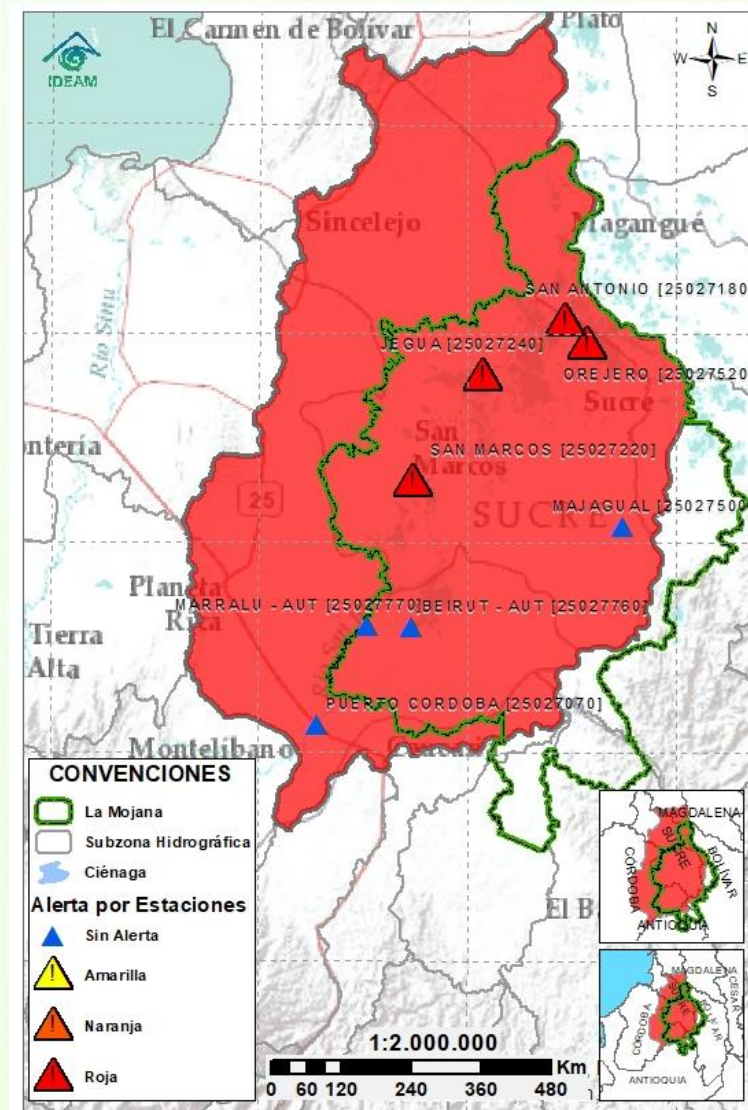 El Carmen de Bolívar
Plato
IDEAM
N
W E
S
Sincelejo
Magangué
SAN ANTONIO [25027180
JEGUA [25027240]
OREJERO [25027520
Río Sinú
Sucre
ntería
San
Marcos
SAN MARCOS [25027220]
25
SUCRE
MAJAGUAL [25027500
Planeta
Rica
MARRALU - AUT [25027770]
BEIRUT - AUT [25027760]
Tierra
Alta
PUERTO CORDOBA [25027070]
Montelibano
El Ba
CONVENCIONES
La Mojana
Subzona Hidrográfica
Ciénaga
Alerta por Estaciones
Sin Alerta
Amarilla
Naranja
Roja
MAGDALENA
SUCRE
BOLÍVAR
CÓRDOBA
ANTIOQUIA
MAGDALENA
CESAR
SUCRE
CÓRDOBA
ANTIOQUIA
1:2.000.000
Km
0 60 120 240 360 480